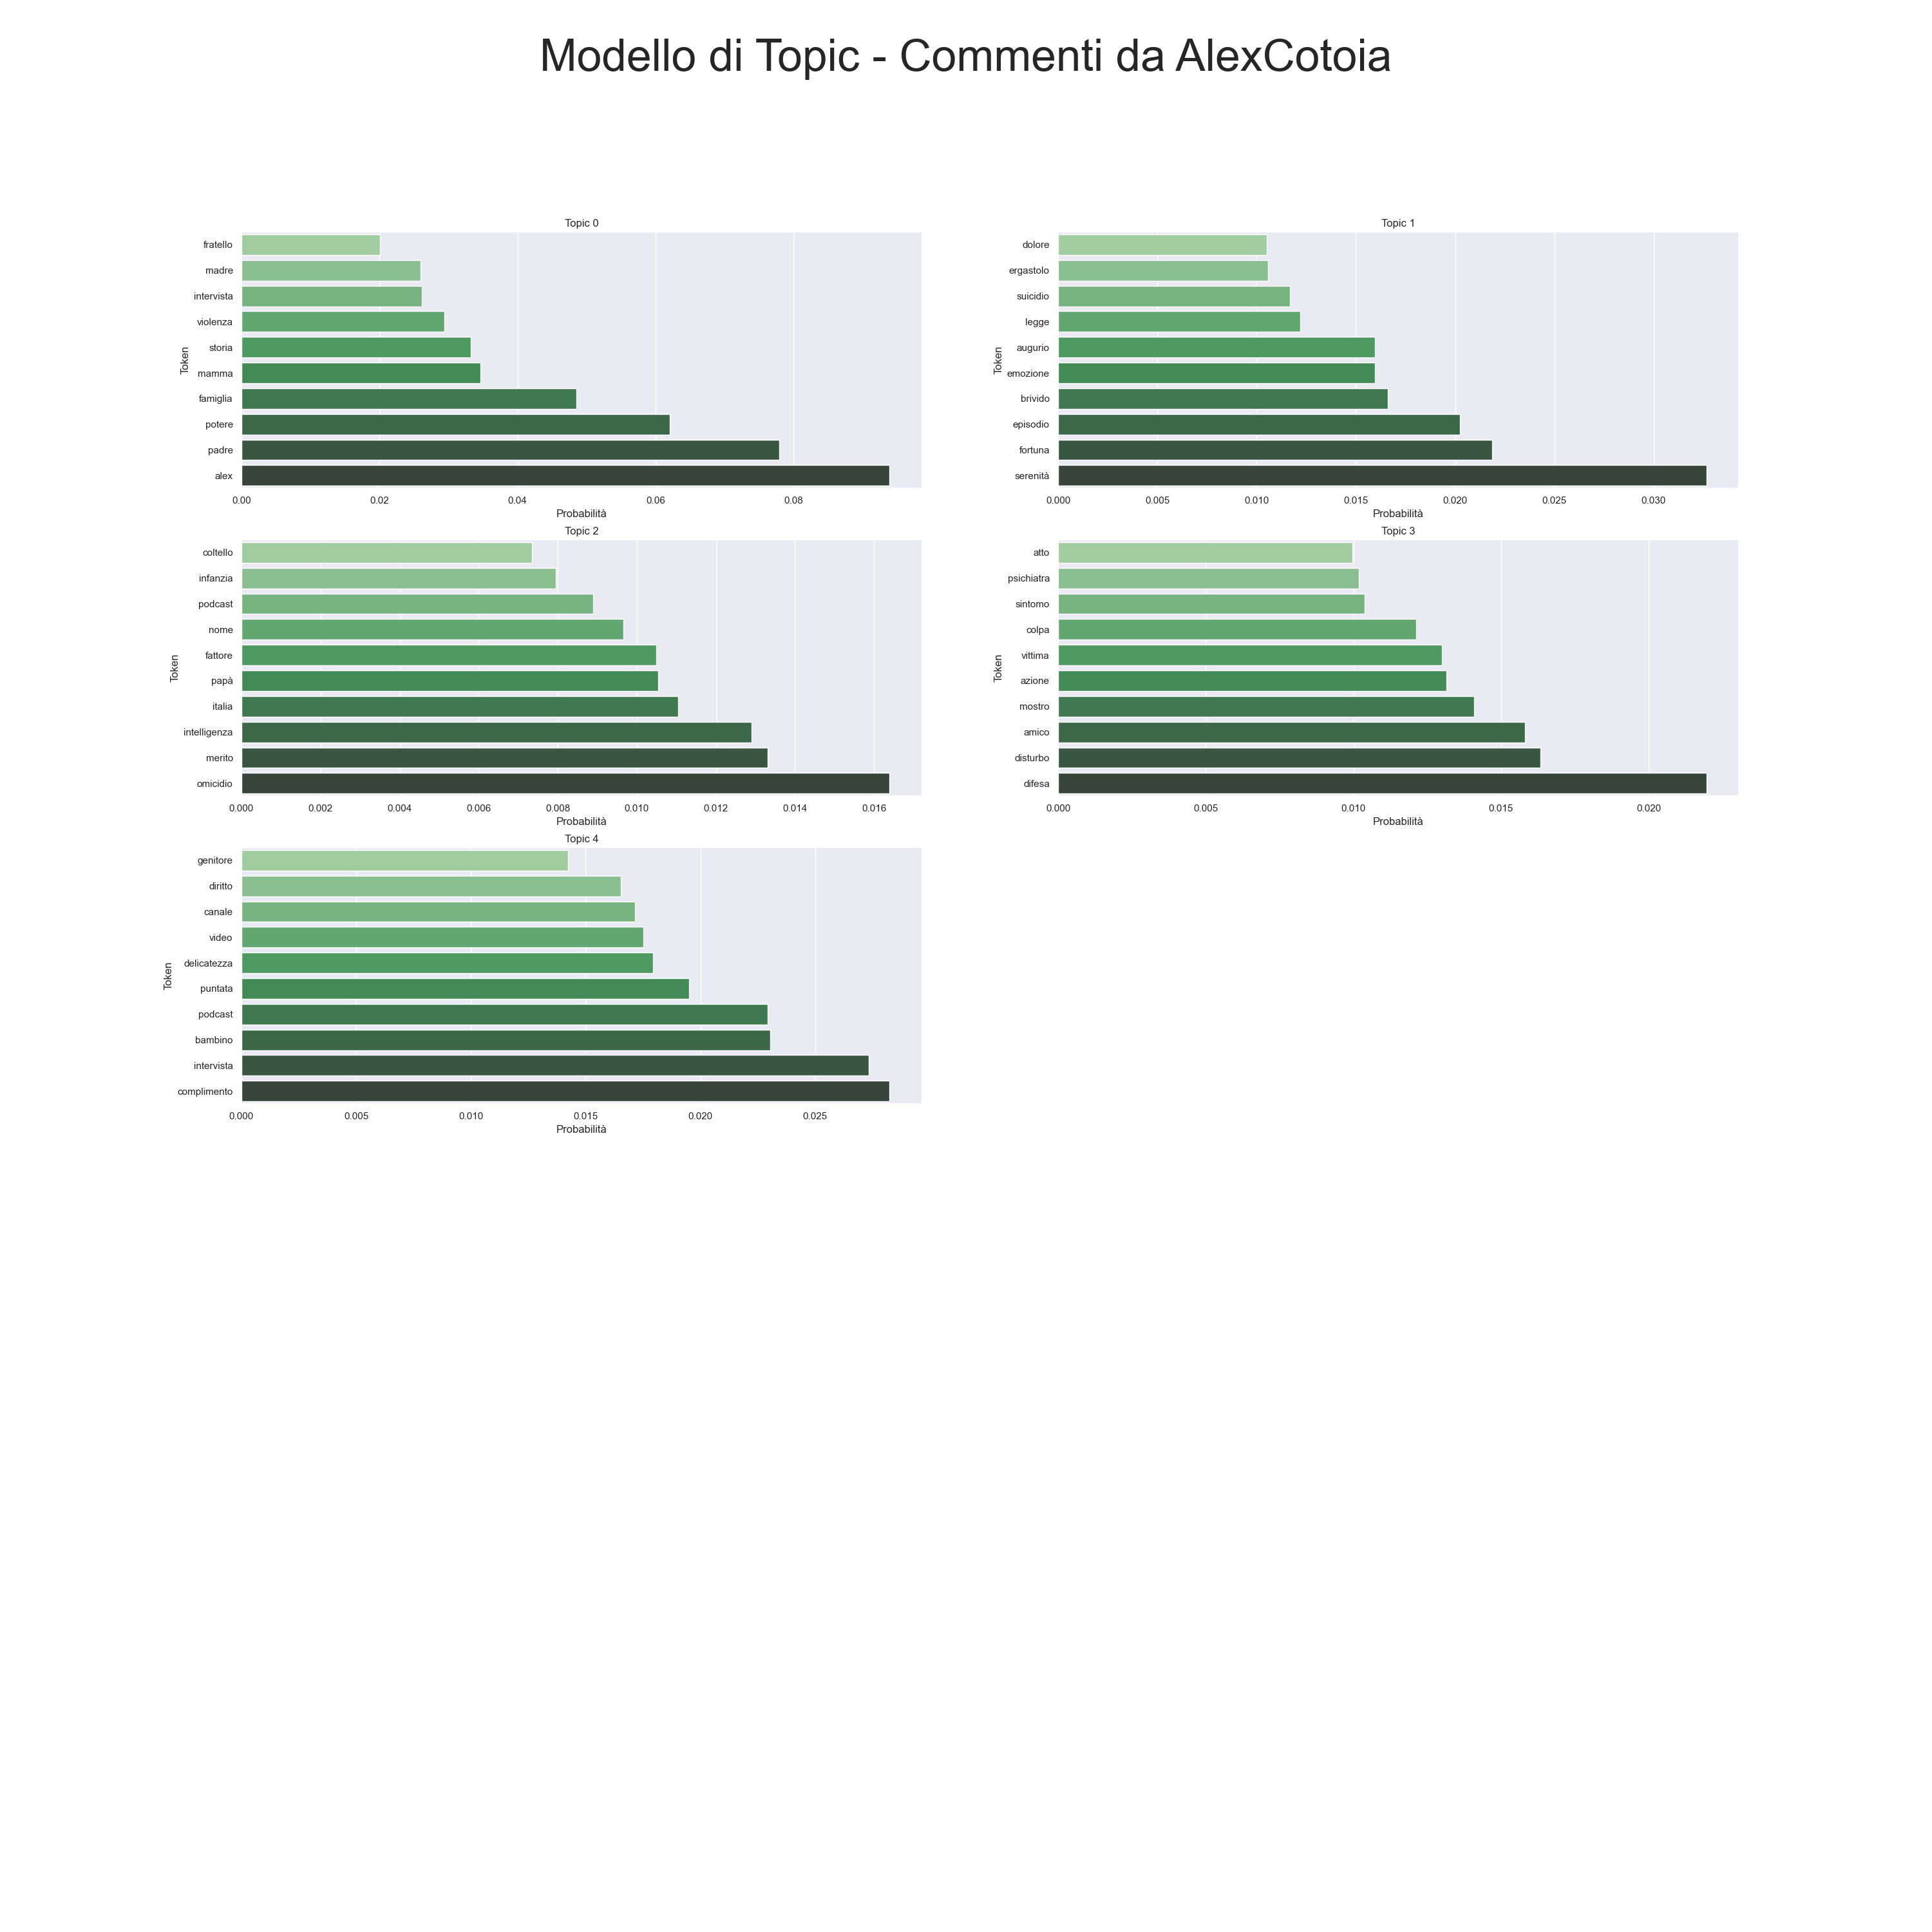 Modello di Topic - Commenti da AlexCotoia
Topic 0
Token
fratello
madre
intervista
violenza
storia
mamma
famiglia
potere
padre
alex
0.00 0.02 0.04 0.06 0.08
Probabilità
Topic 1
Token
dolore
ergastolo
suicidio
legge
augurio
emozione
brivido
episodio
fortuna
serenità
0.000 0.005 0.010 0.015 0.020 0.025 0.030
Probabilità
Topic 2
Token
coltello
infanzia
podcast
nome
fattore
papà
italia
intelligenza
merito
omicidio
0.000 0.002 0.004 0.006 0.008 0.010 0.012 0.014 0.016
Probabilità
Topic 3
Token
atto
psichiatra
sintomo
colpa
vittima
azione
mostro
amico
disturbo
difesa
0.000 0.005 0.010 0.015 0.020
Probabilità
Topic 4
Token
genitore
diritto
canale
video
delicatezza
puntata
podcast
bambino
intervista
complimento
0.000 0.005 0.010 0.015 0.020 0.025
Probabilità